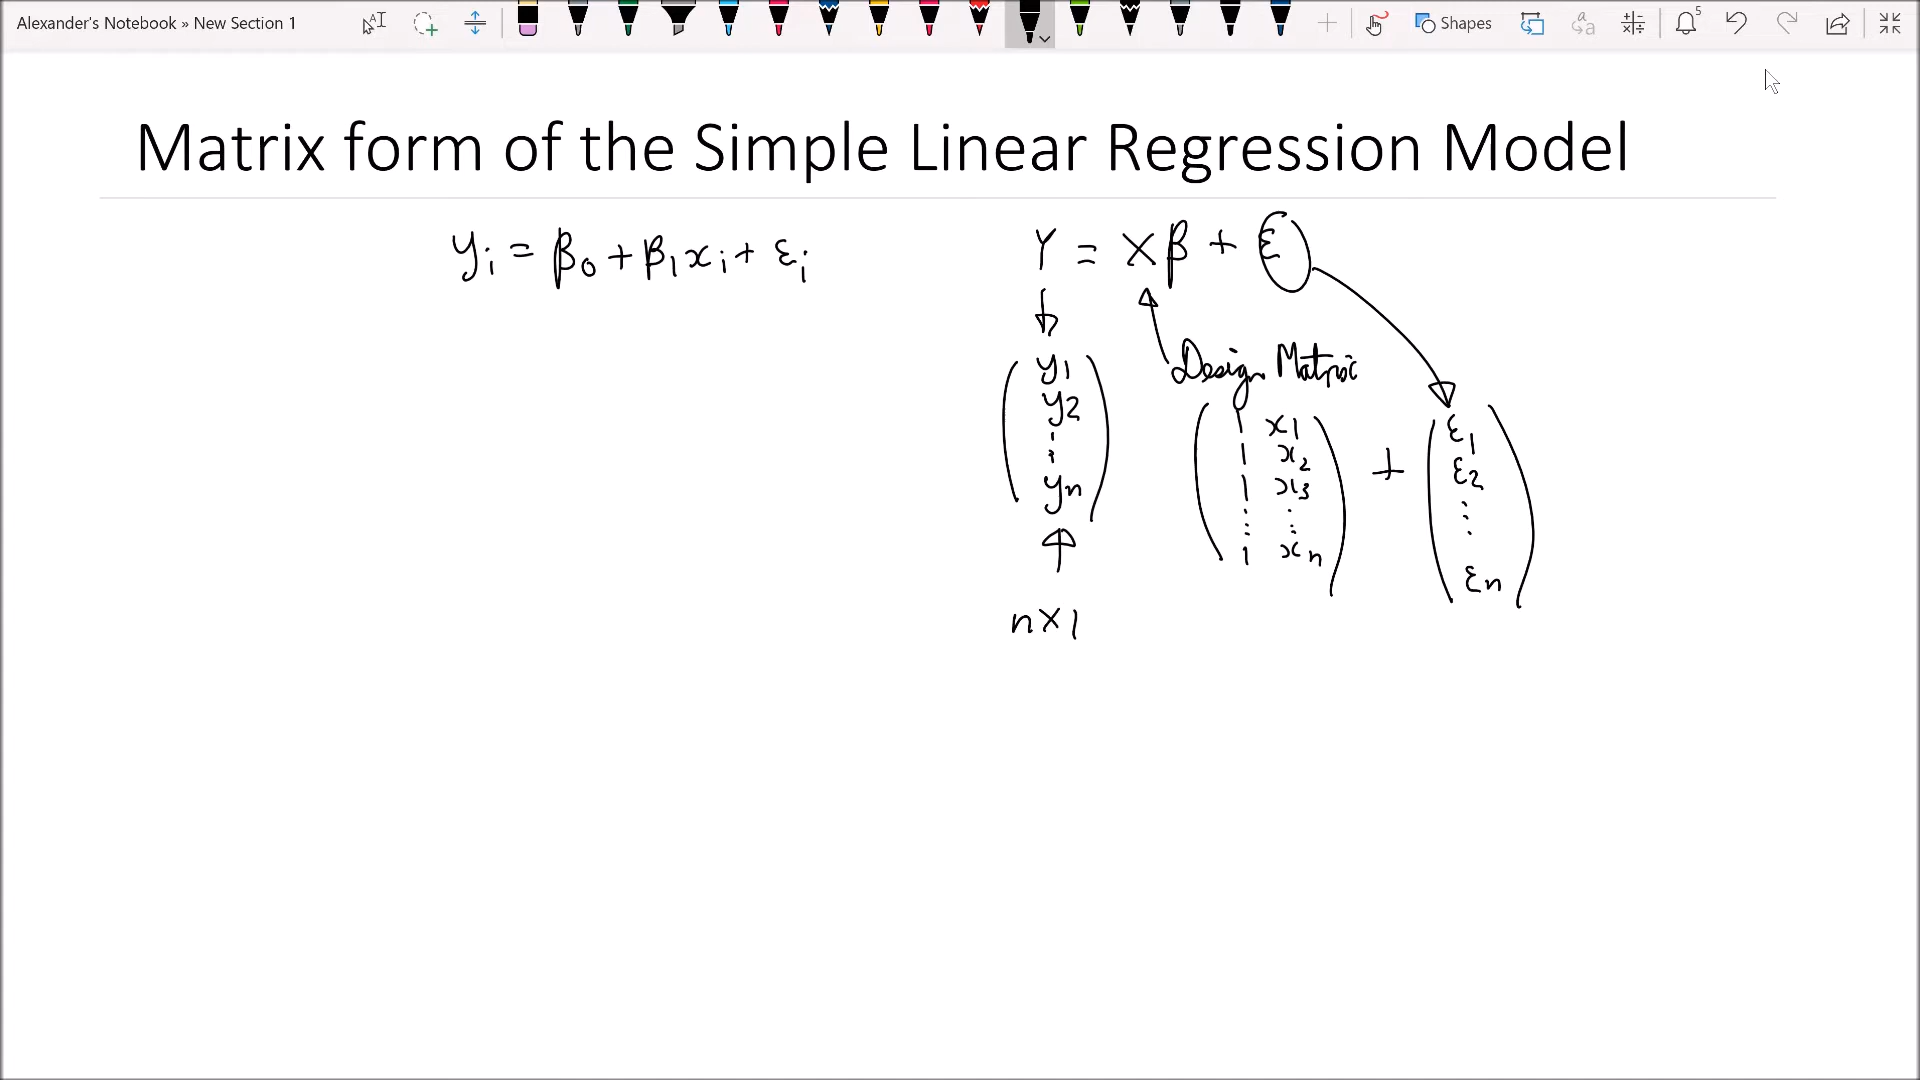 Alexander's Notebook » New Section 1
Shapes
5
Matrix form of the Simple Linear Regression Model
yᵢ = β₀ + β₁xᵢ + εᵢ
Y = Xβ + ε
Design Matrix
y₁
y₂
⋮
yₙ
1 x₁
1 x₂
1 x₃
⋮ ⋮
1 xₙ
+
ε₁
ε₂
⋮
εₙ
n×1